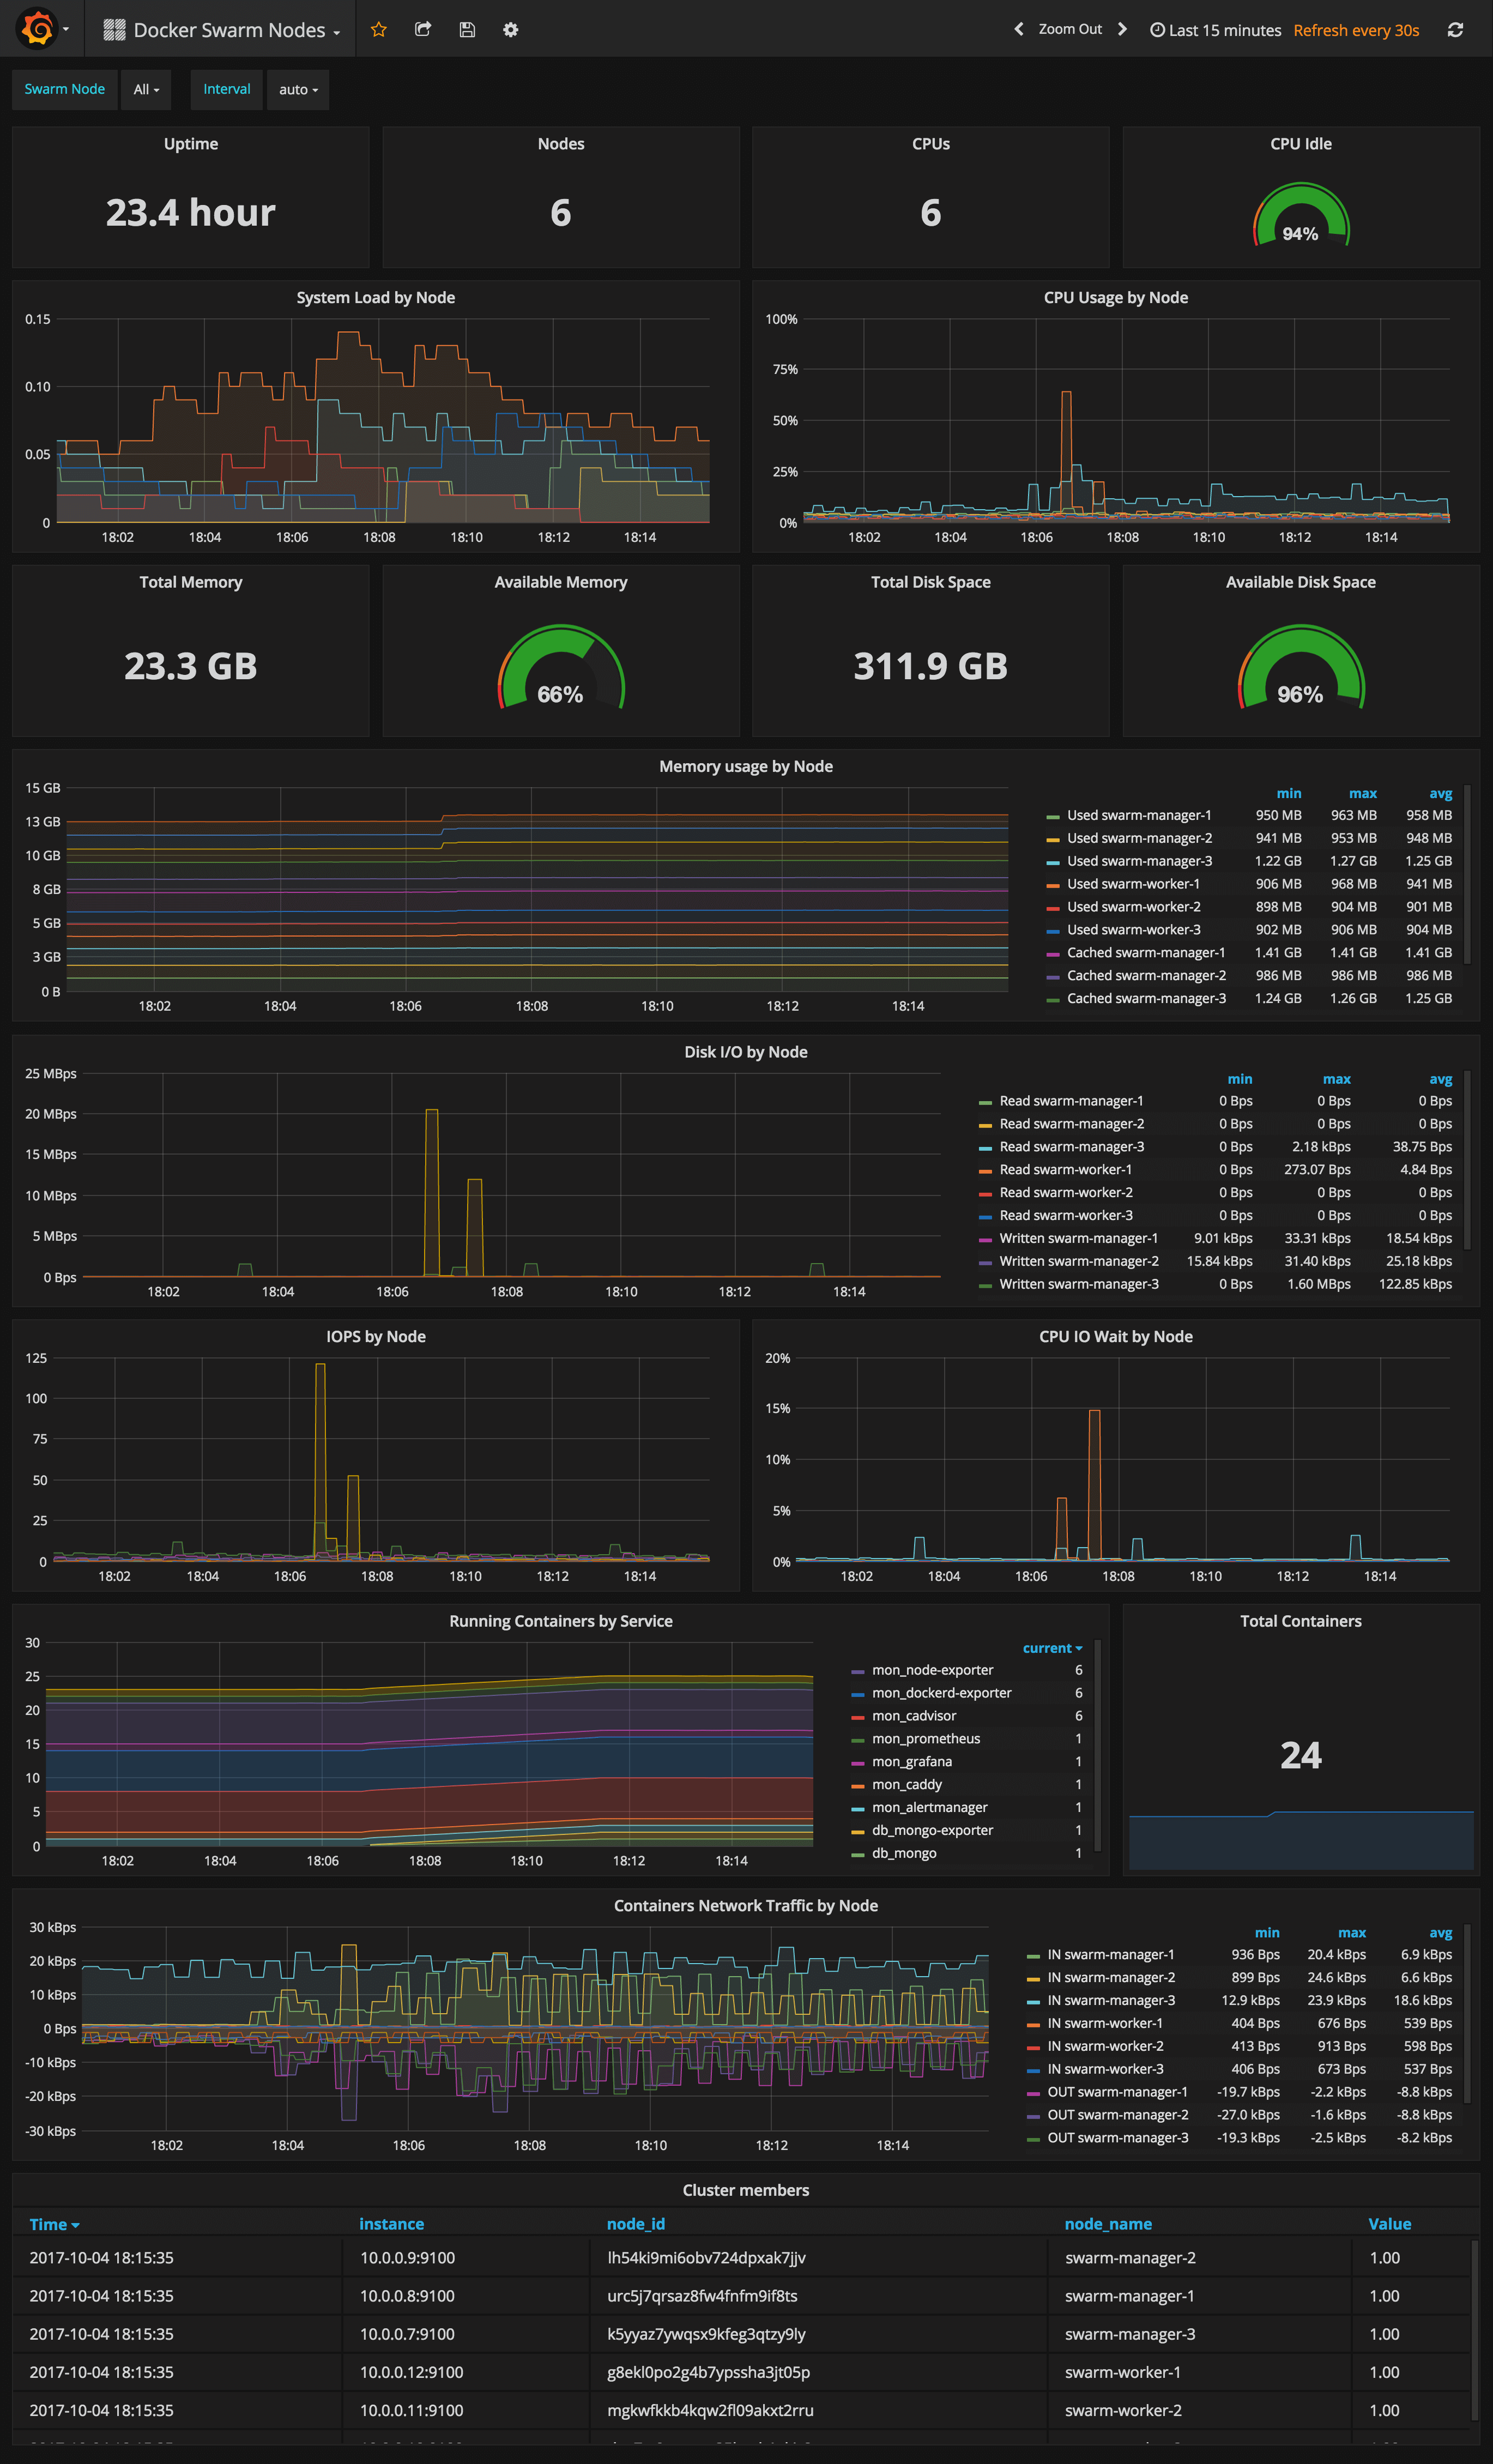 Docker Swarm Nodes
Zoom Out
Last 15 minutes
Refresh every 30s
Swarm Node
All
Interval
auto
Uptime
23.4 hour
Nodes
6
CPUs
6
CPU Idle
94%
System Load by Node
0.15
0.10
0.05
0
18:02 18:04 18:06 18:08 18:10 18:12 18:14
CPU Usage by Node
100%
75%
50%
25%
0%
18:02 18:04 18:06 18:08 18:10 18:12 18:14
Total Memory
23.3 GB
Available Memory
66%
Total Disk Space
311.9 GB
Available Disk Space
96%
Memory usage by Node
15 GB
13 GB
10 GB
8 GB
5 GB
3 GB
0 B
18:02 18:04 18:06 18:08 18:10 18:12 18:14
min max avg
Used swarm-manager-1 950 MB 963 MB 958 MB
Used swarm-manager-2 941 MB 953 MB 948 MB
Used swarm-manager-3 1.22 GB 1.27 GB 1.25 GB
Used swarm-worker-1 906 MB 968 MB 941 MB
Used swarm-worker-2 898 MB 904 MB 901 MB
Used swarm-worker-3 902 MB 906 MB 904 MB
Cached swarm-manager-1 1.41 GB 1.41 GB 1.41 GB
Cached swarm-manager-2 986 MB 986 MB 986 MB
Cached swarm-manager-3 1.24 GB 1.26 GB 1.25 GB
Disk I/O by Node
25 MBps
20 MBps
15 MBps
10 MBps
5 MBps
0 Bps
18:02 18:04 18:06 18:08 18:10 18:12 18:14
min max avg
Read swarm-manager-1 0 Bps 0 Bps 0 Bps
Read swarm-manager-2 0 Bps 0 Bps 0 Bps
Read swarm-manager-3 0 Bps 2.18 kBps 38.75 Bps
Read swarm-worker-1 0 Bps 273.07 Bps 4.84 Bps
Read swarm-worker-2 0 Bps 0 Bps 0 Bps
Read swarm-worker-3 0 Bps 0 Bps 0 Bps
Written swarm-manager-1 9.01 kBps 33.31 kBps 18.54 kBps
Written swarm-manager-2 15.84 kBps 31.40 kBps 25.18 kBps
Written swarm-manager-3 0 Bps 1.60 MBps 122.85 kBps
IOPS by Node
125
100
75
50
25
0
18:02 18:04 18:06 18:08 18:10 18:12 18:14
CPU IO Wait by Node
20%
15%
10%
5%
0%
18:02 18:04 18:06 18:08 18:10 18:12 18:14
Running Containers by Service
30
25
20
15
10
5
0
18:02 18:04 18:06 18:08 18:10 18:12 18:14
current
mon_node-exporter 6
mon_dockerd-exporter 6
mon_cadvisor 6
mon_prometheus 1
mon_grafana 1
mon_caddy 1
mon_alertmanager 1
db_mongo-exporter 1
db_mongo 1
Total Containers
24
Containers Network Traffic by Node
30 kBps
20 kBps
10 kBps
0 Bps
-10 kBps
-20 kBps
-30 kBps
18:02 18:04 18:06 18:08 18:10 18:12 18:14
min max avg
IN swarm-manager-1 936 Bps 20.4 kBps 6.9 kBps
IN swarm-manager-2 899 Bps 24.6 kBps 6.6 kBps
IN swarm-manager-3 12.9 kBps 23.9 kBps 18.6 kBps
IN swarm-worker-1 404 Bps 676 Bps 539 Bps
IN swarm-worker-2 413 Bps 913 Bps 598 Bps
IN swarm-worker-3 406 Bps 673 Bps 537 Bps
OUT swarm-manager-1 -19.7 kBps -2.2 kBps -8.8 kBps
OUT swarm-manager-2 -27.0 kBps -1.6 kBps -8.8 kBps
OUT swarm-manager-3 -19.3 kBps -2.5 kBps -8.2 kBps
Cluster members
Time instance node_id node_name Value
2017-10-04 18:15:35 10.0.0.9:9100 lh54ki9mi6obv724dpxak7jjv swarm-manager-2 1.00
2017-10-04 18:15:35 10.0.0.8:9100 urc5j7qrsaz8fw4fnfm9if8ts swarm-manager-1 1.00
2017-10-04 18:15:35 10.0.0.7:9100 k5yyaz7ywqsx9kfeg3qtzy9ly swarm-manager-3 1.00
2017-10-04 18:15:35 10.0.0.12:9100 g8ekl0po2g4b7ypssha3jt05p swarm-worker-1 1.00
2017-10-04 18:15:35 10.0.0.11:9100 mgkwfkkb4kqw2fl09akxt2rru swarm-worker-2 1.00